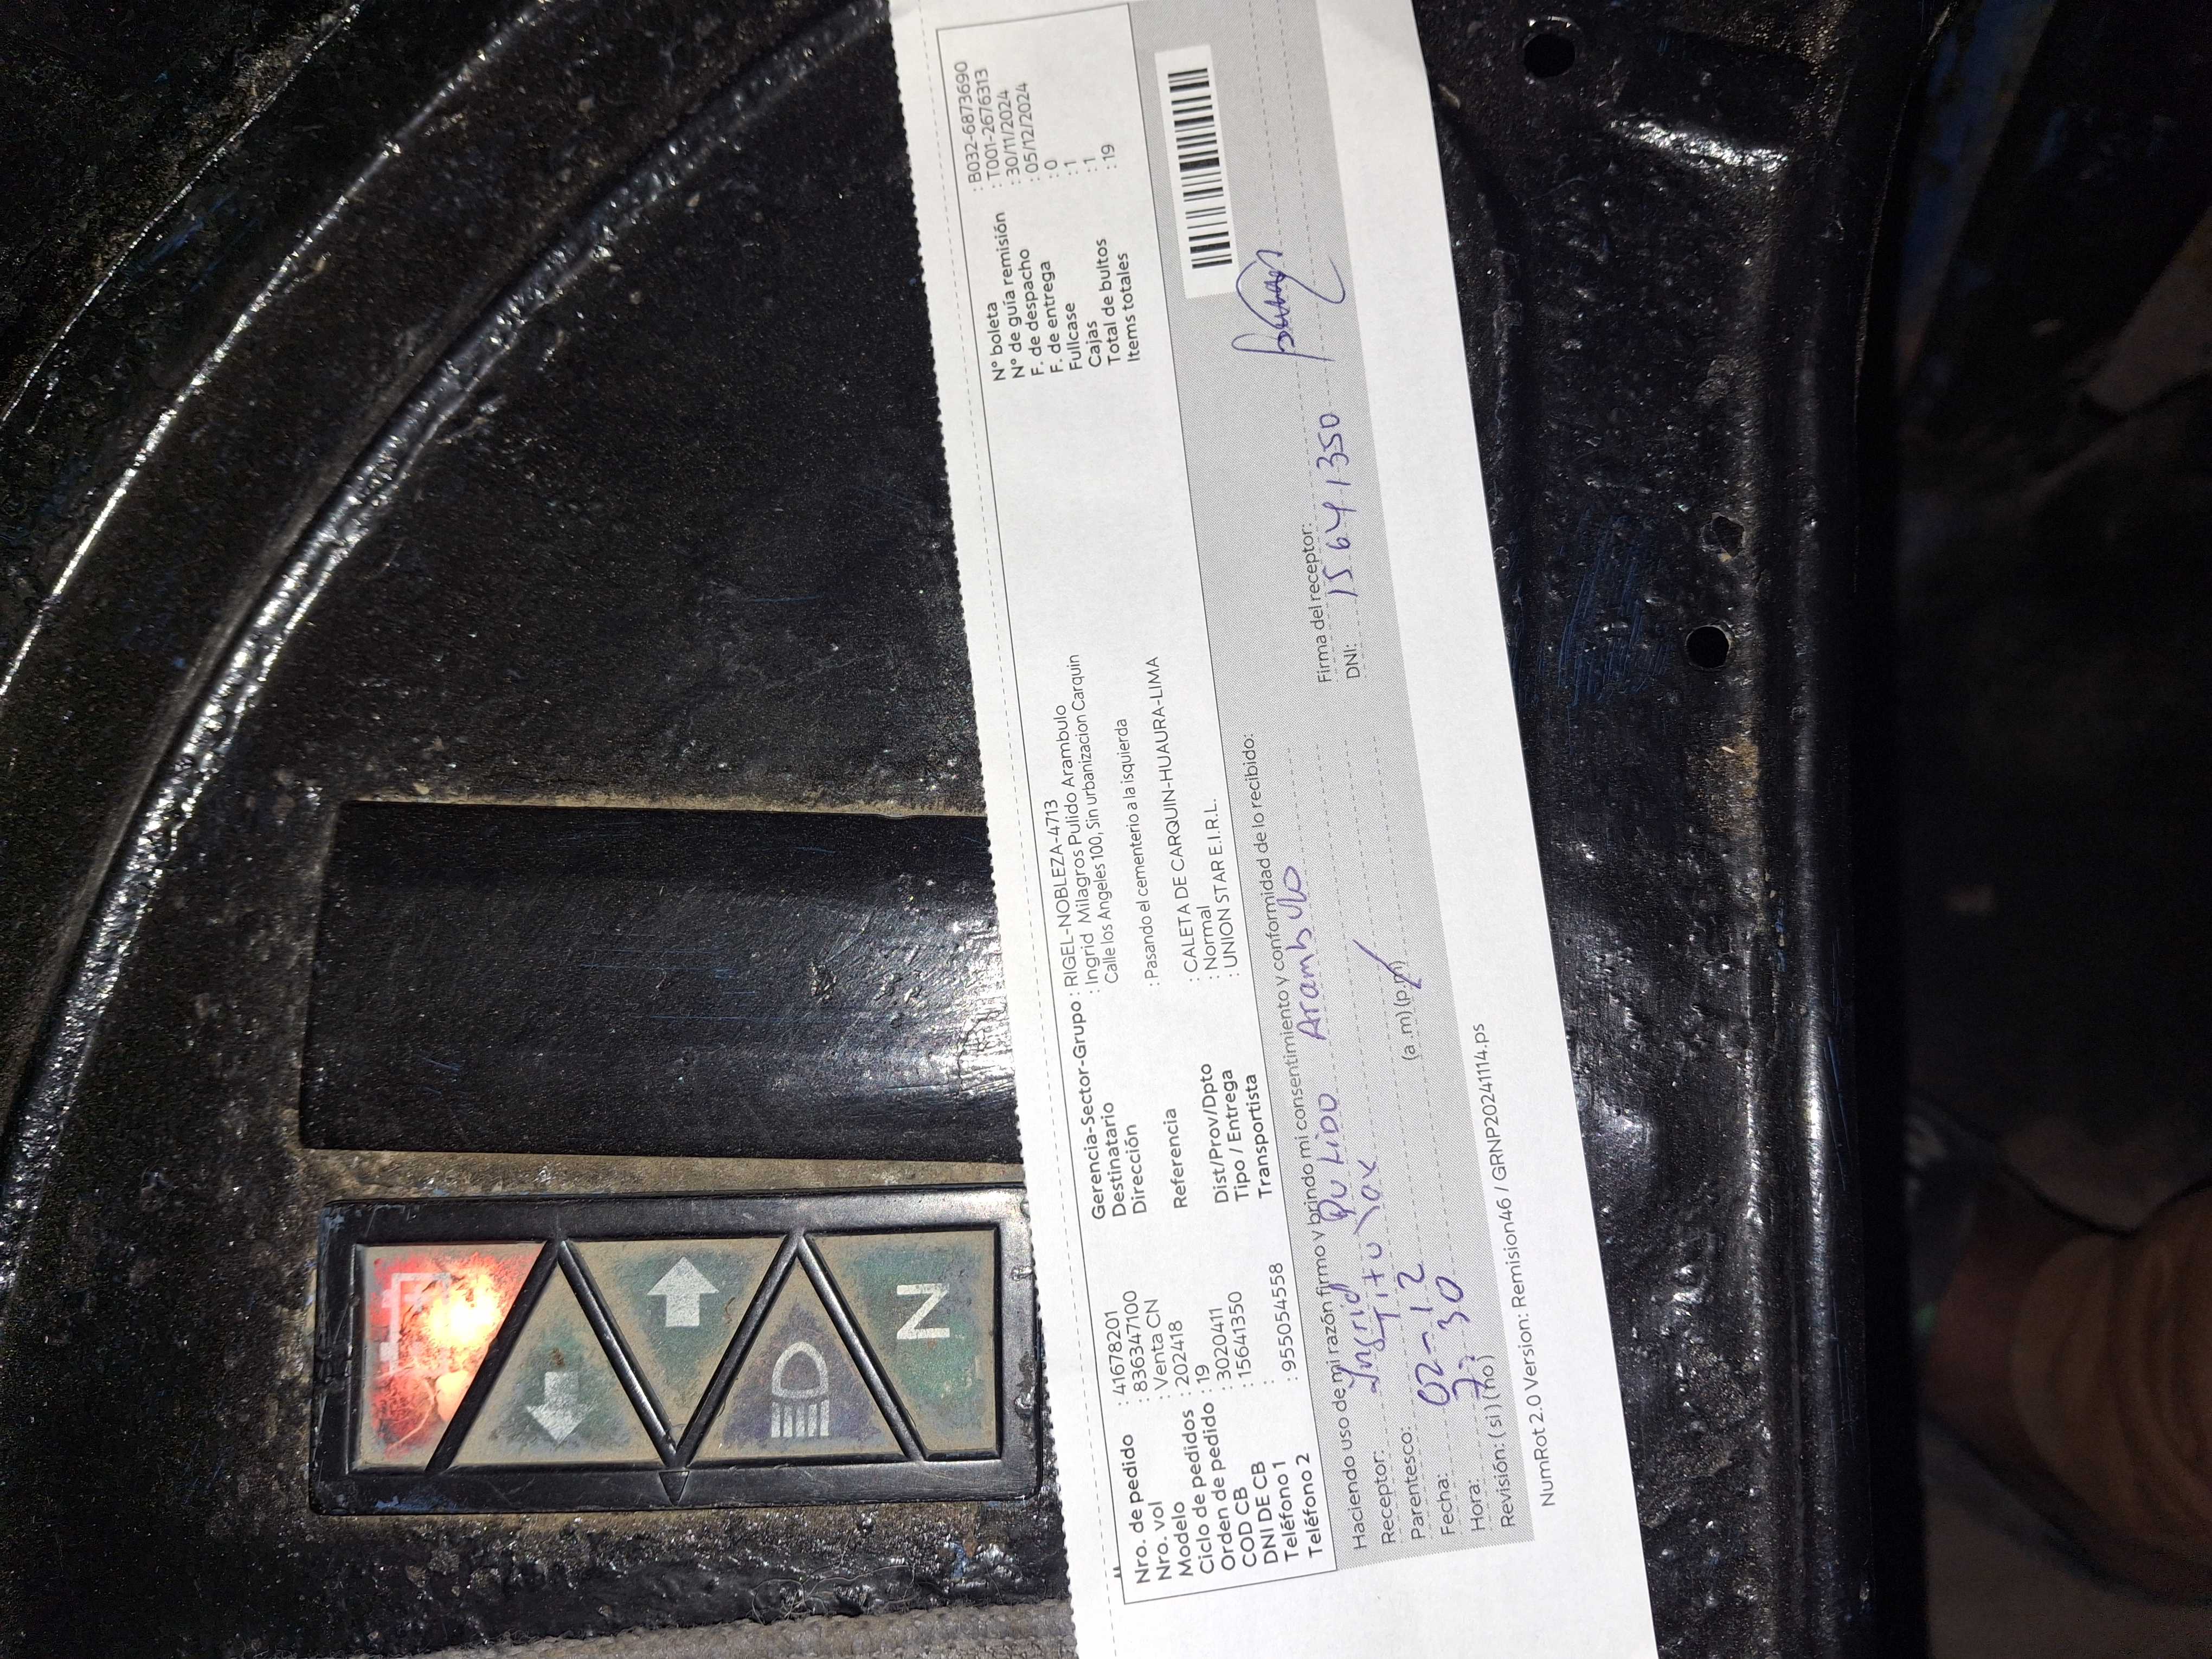 Nro. de pedido : 41678201
Nro. vol : 836347100
Modelo : Venta CN
Ciclo de pedidos : 202418
Orden de pedido : 19
COD CB : 3020411
DNI DE CB : 15641350
Teléfono 1 :
Teléfono 2 : 955054558
Gerencia-Sector-Grupo : RIGEL-NOBLEZA-4713
Destinatario : Ingrid Milagros Pulido Arambulo
Dirección Calle los Angeles 100, Sin urbanizacion Carquin
Referencia : Pasando el cementerio a la isquierda
Dist/Prov/Dpto : CALETA DE CARQUIN-HUAURA-LIMA
Tipo / Entrega : Normal
Transportista : UNION STAR E.I.R.L.
N° boleta : B032-6873690
N° de guía remisión : T001-2676313
F. de despacho : 30/11/2024
F. de entrega : 05/12/2024
Fullcase : 0
Cajas : 1
Total de bultos : 1
Items totales : 19
Haciendo uso de mi razón firmo y brindo mi consentimiento y conformidad de lo recibido:
Receptor: Ingrid Pulido Arambulo
Parentesco: Titular
Fecha: 02-12
Hora: 7:30 (a.m) (p.m)
Revisión: ( si ) ( no )
Firma del receptor:
DNI: 15641350
NumRot 2.0 Version: Remision46 / GRNP20241114.ps
N